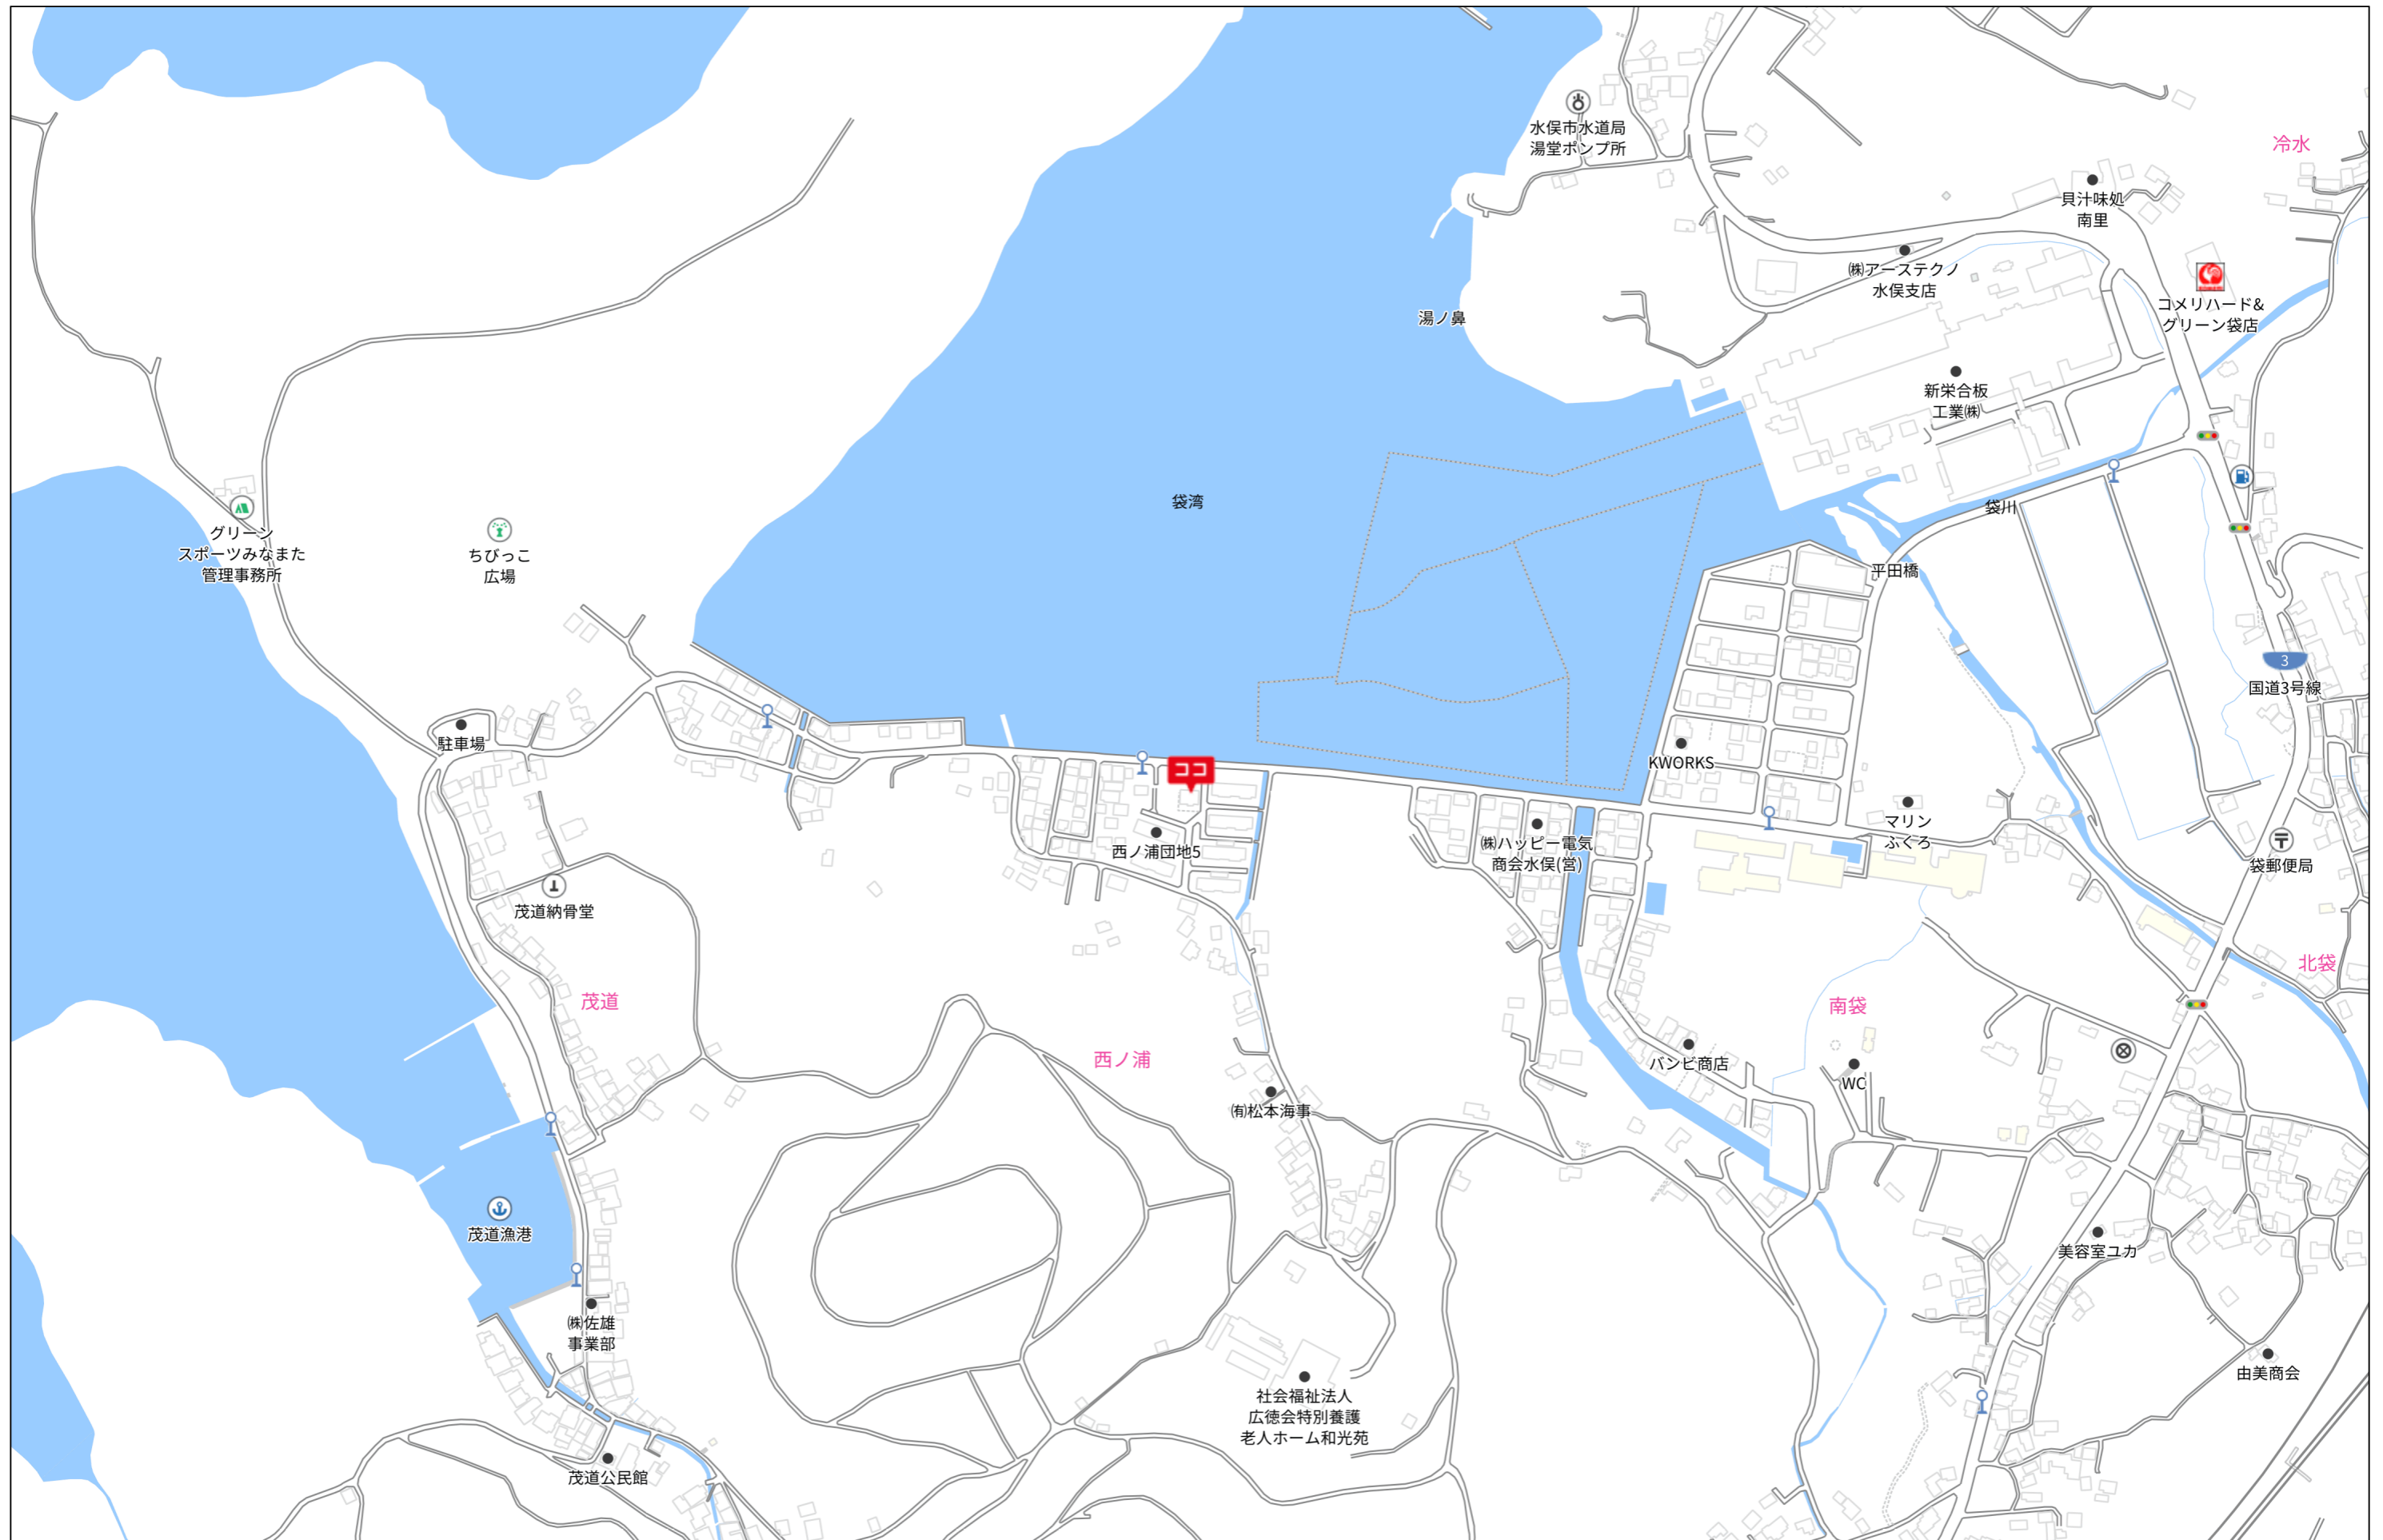 水俣市水道局
湯堂ポンプ所
冷水
貝汁味処
南里
㈱アーステクノ
水俣支店
コメリハード&
グリーン袋店
湯ノ鼻
新栄合板
工業㈱
袋湾
袋川
グリーン
スポーツみなまた
管理事務所
ちびっこ
広場
平田橋
3
国道3号線
駐車場
ココ
KWORKS
マリン
ふくろ
㈱ハッピー電気
商会水俣(営)
西ノ浦団地5
袋郵便局
茂道納骨堂
北袋
茂道
南袋
西ノ浦
バンビ商店
WC
㈲松本海事
茂道漁港
美容室ユカ
㈱佐雄
事業部
由美商会
社会福祉法人
広徳会特別養護
老人ホーム和光苑
茂道公民館